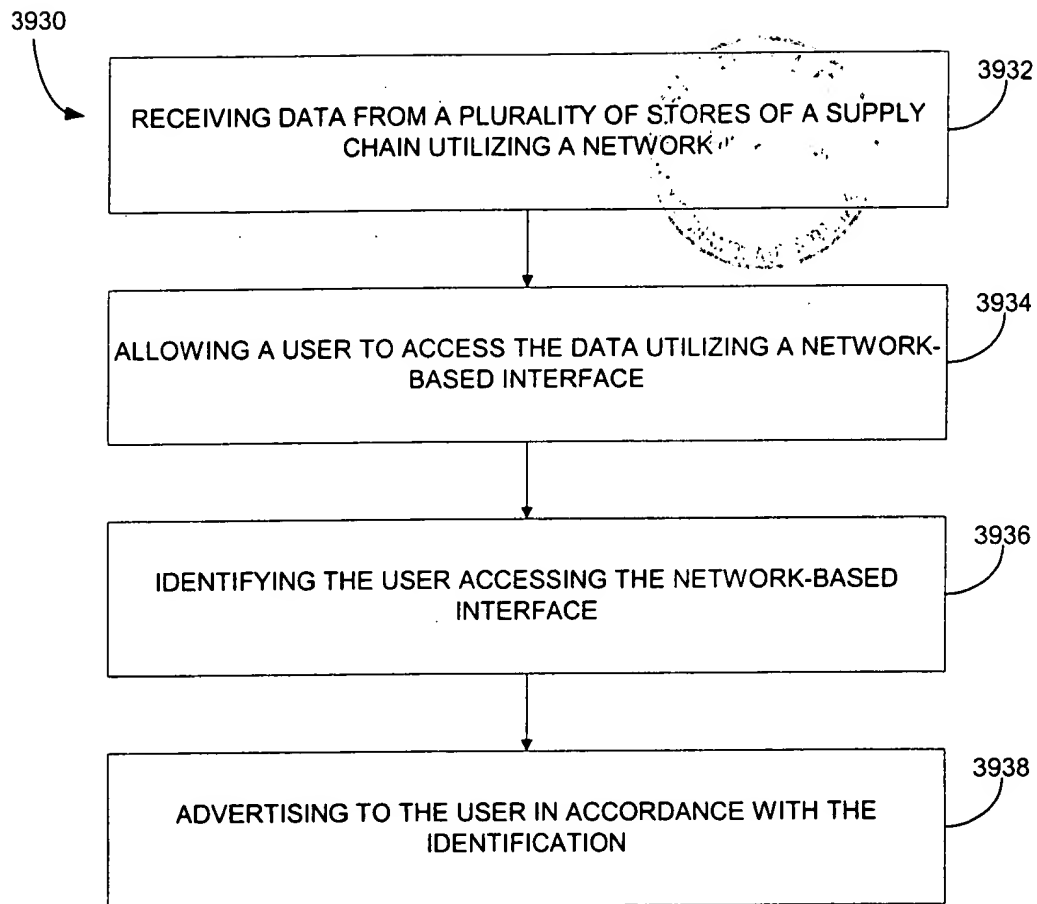 3930
3932
RECEIVING DATA FROM A PLURALITY OF STORES OF A SUPPLY
CHAIN UTILIZING A NETWORK
3934
ALLOWING A USER TO ACCESS THE DATA UTILIZING A NETWORK-
BASED INTERFACE
3936
IDENTIFYING THE USER ACCESSING THE NETWORK-BASED
INTERFACE
3938
ADVERTISING TO THE USER IN ACCORDANCE WITH THE
IDENTIFICATION